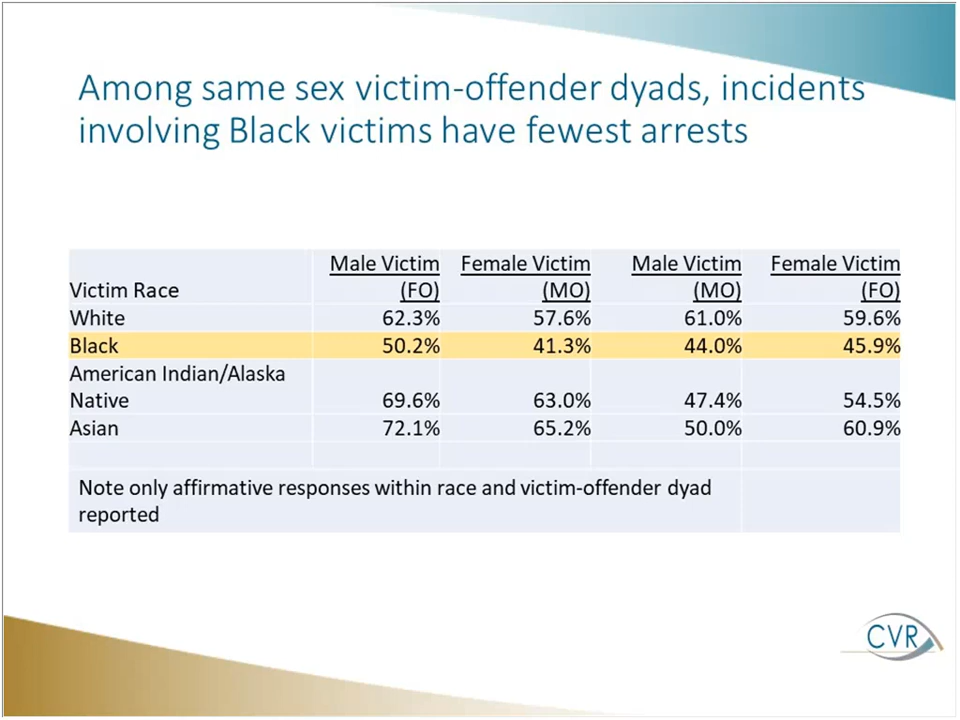 Among same sex victim-offender dyads, incidents
involving Black victims have fewest arrests
Victim Race Male Victim (FO) Female Victim (MO) Male Victim (MO) Female Victim (FO)
White 62.3% 57.6% 61.0% 59.6%
Black 50.2% 41.3% 44.0% 45.9%
American Indian/Alaska Native 69.6% 63.0% 47.4% 54.5%
Asian 72.1% 65.2% 50.0% 60.9%
Note only affirmative responses within race and victim-offender dyad
reported
CVR